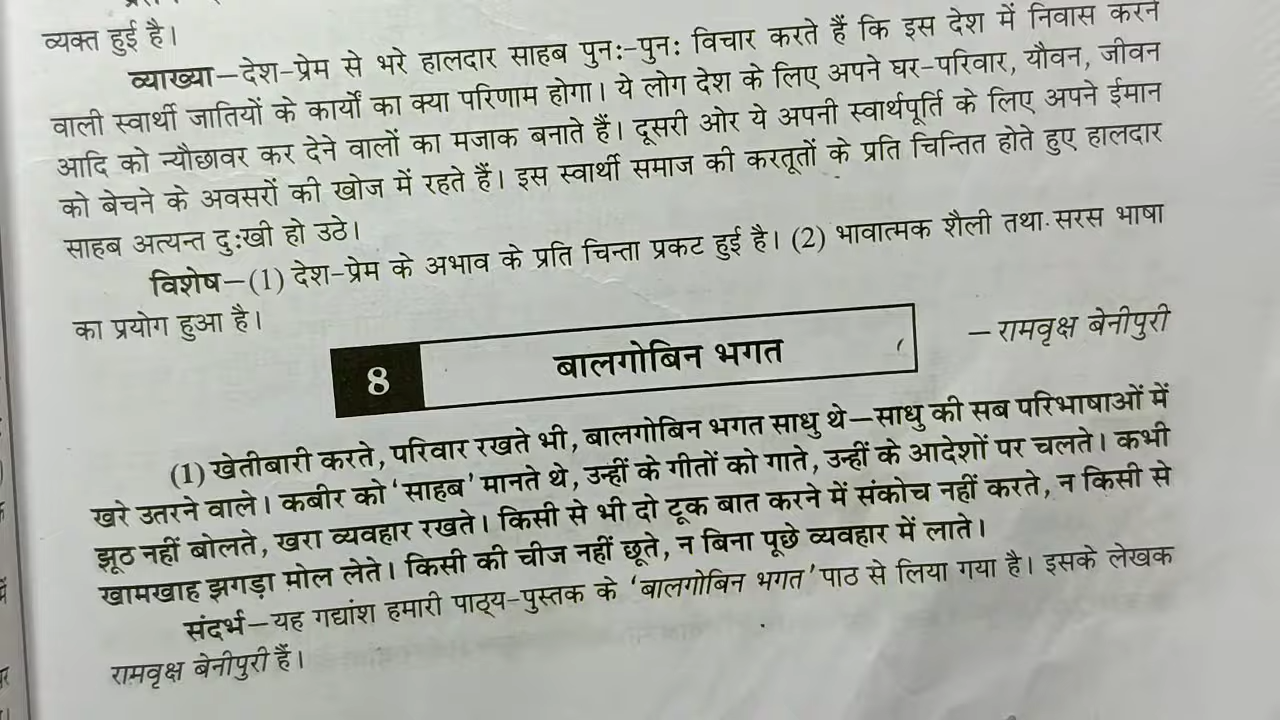 व्यक्त हुई है।
व्याख्या–देश-प्रेम से भरे हालदार साहब पुन:-पुन: विचार करते हैं कि इस देश में निवास करने
वाली स्वार्थी जातियों के कार्यों का क्या परिणाम होगा। ये लोग देश के लिए अपने घर-परिवार, यौवन, जीवन
आदि को न्यौछावर कर देने वालों का मजाक बनाते हैं। दूसरी ओर ये अपनी स्वार्थपूर्ति के लिए अपने ईमान
को बेचने के अवसरों की खोज में रहते हैं। इस स्वार्थी समाज की करतूतों के प्रति चिन्तित होते हुए हालदार
साहब अत्यन्त दु:खी हो उठे।
विशेष–(1) देश-प्रेम के अभाव के प्रति चिन्ता प्रकट हुई है। (2) भावात्मक शैली तथा सरस भाषा
का प्रयोग हुआ है।
8 बालगोबिन भगत
–रामवृक्ष बेनीपुरी
(1) खेतीबारी करते, परिवार रखते भी, बालगोबिन भगत साधु थे–साधु की सब परिभाषाओं में
खरे उतरने वाले। कबीर को 'साहब' मानते थे, उन्हीं के गीतों को गाते, उन्हीं के आदेशों पर चलते। कभी
झूठ नहीं बोलते, खरा व्यवहार रखते। किसी से भी दो टूक बात करने में संकोच नहीं करते, न किसी से
खामखाह झगड़ा मोल लेते। किसी की चीज नहीं छूते, न बिना पूछे व्यवहार में लाते।
संदर्भ–यह गद्यांश हमारी पाठ्य-पुस्तक के 'बालगोबिन भगत' पाठ से लिया गया है। इसके लेखक
रामवृक्ष बेनीपुरी हैं।